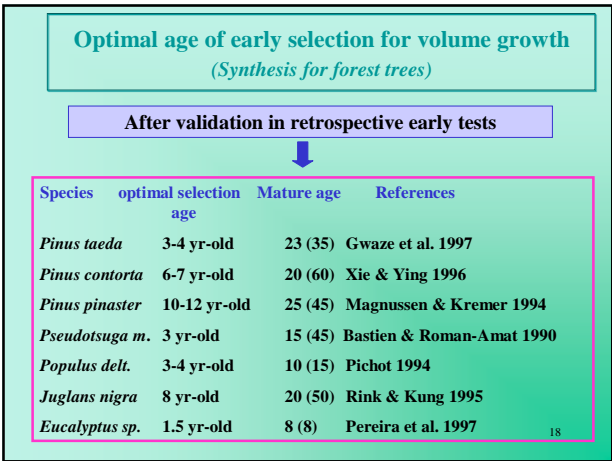 Optimal age of early selection for volume growth
(Synthesis for forest trees)
After validation in retrospective early tests
Species optimal selection age Mature age References
Pinus taeda 3-4 yr-old 23 (35) Gwaze et al. 1997
Pinus contorta 6-7 yr-old 20 (60) Xie & Ying 1996
Pinus pinaster 10-12 yr-old 25 (45) Magnussen & Kremer 1994
Pseudotsuga m. 3 yr-old 15 (45) Bastien & Roman-Amat 1990
Populus delt. 3-4 yr-old 10 (15) Pichot 1994
Juglans nigra 8 yr-old 20 (50) Rink & Kung 1995
Eucalyptus sp. 1.5 yr-old 8 (8) Pereira et al. 1997
18